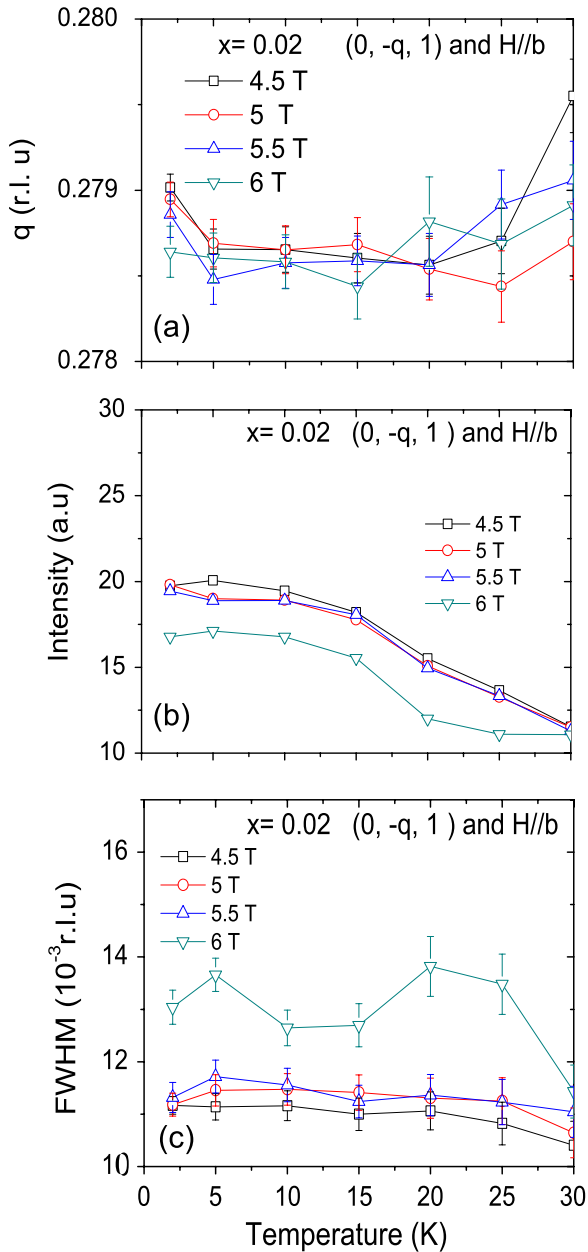 0.280
x= 0.02 (0, -q, 1) and H//b
4.5 T
5 T
5.5 T
6 T
0.279
q (r.l. u)
(a)
0.278
30
x= 0.02 (0, -q, 1 ) and H//b
25
4.5 T
5 T
5.5 T
6 T
20
Intensity (a.u)
15
(b)
10
x= 0.02 (0, -q, 1 ) and H//b
16
4.5 T
5 T
5.5 T
6 T
14
FWHM (10⁻³r.l.u)
12
(c)
10
0 5 10 15 20 25 30
Temperature (K)